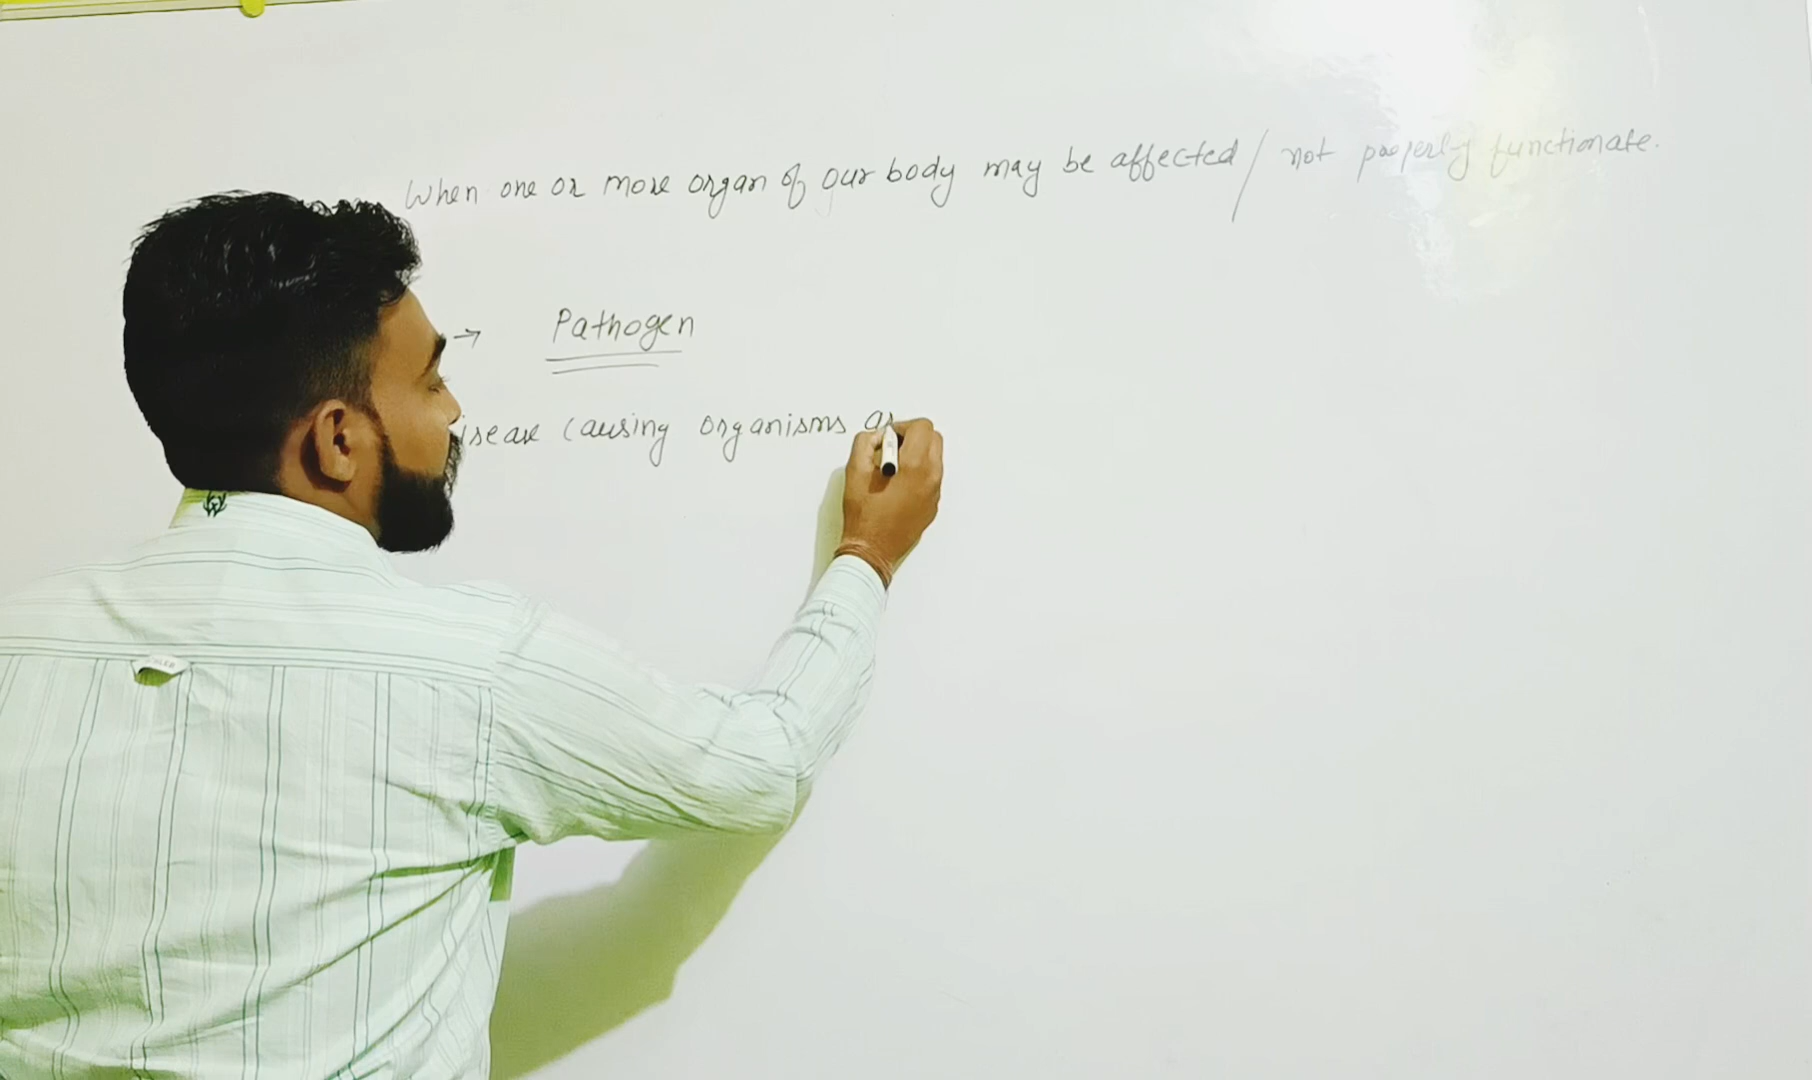 When one or more organ of our body may be affected / not properly functionate.
→ Pathogen
isease causing organisms